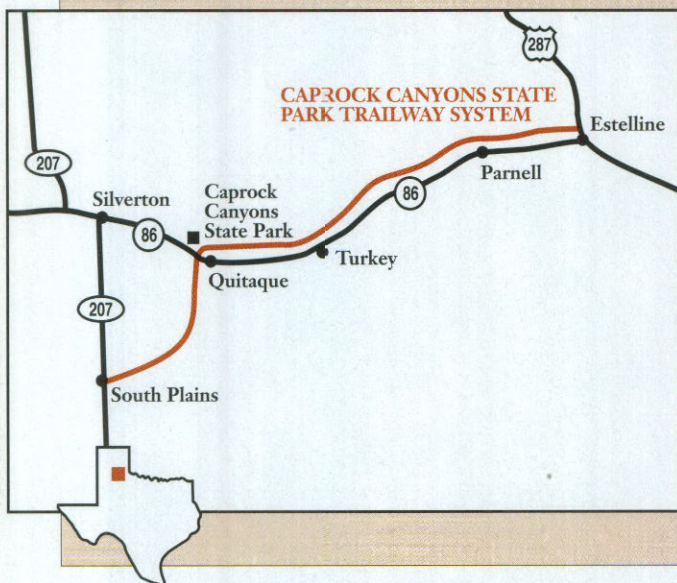 287
CAPROCK CANYONS STATE
PARK TRAILWAY SYSTEM
Estelline
Parnell
207
Silverton
Caprock
Canyons
State Park
86
86
Turkey
Quitaque
207
South Plains